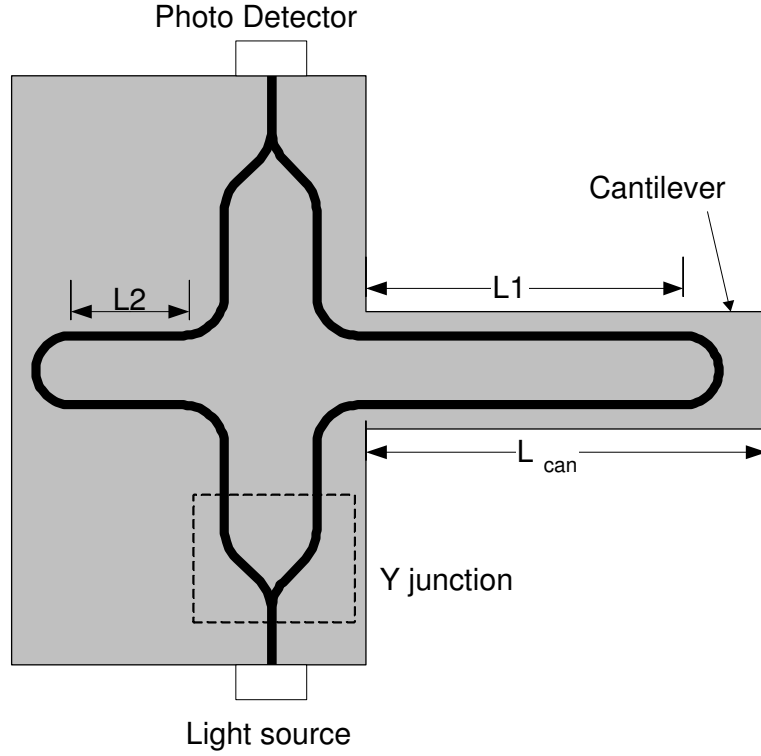 Photo Detector
Cantilever
L1
L2
L can
Y junction
Light source